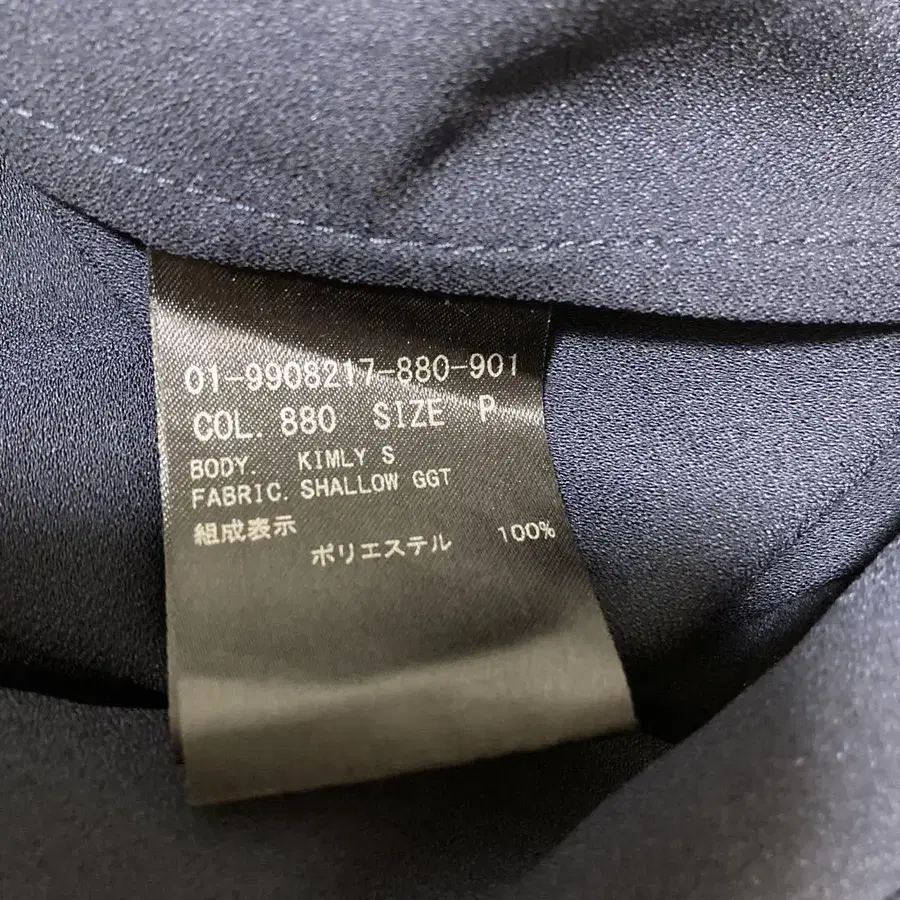 01-9908217-880-901
COL. 880 SIZE P
BODY. KIMLY S
FABRIC. SHALLOW GGT
組成表示
ポリエステル 100%